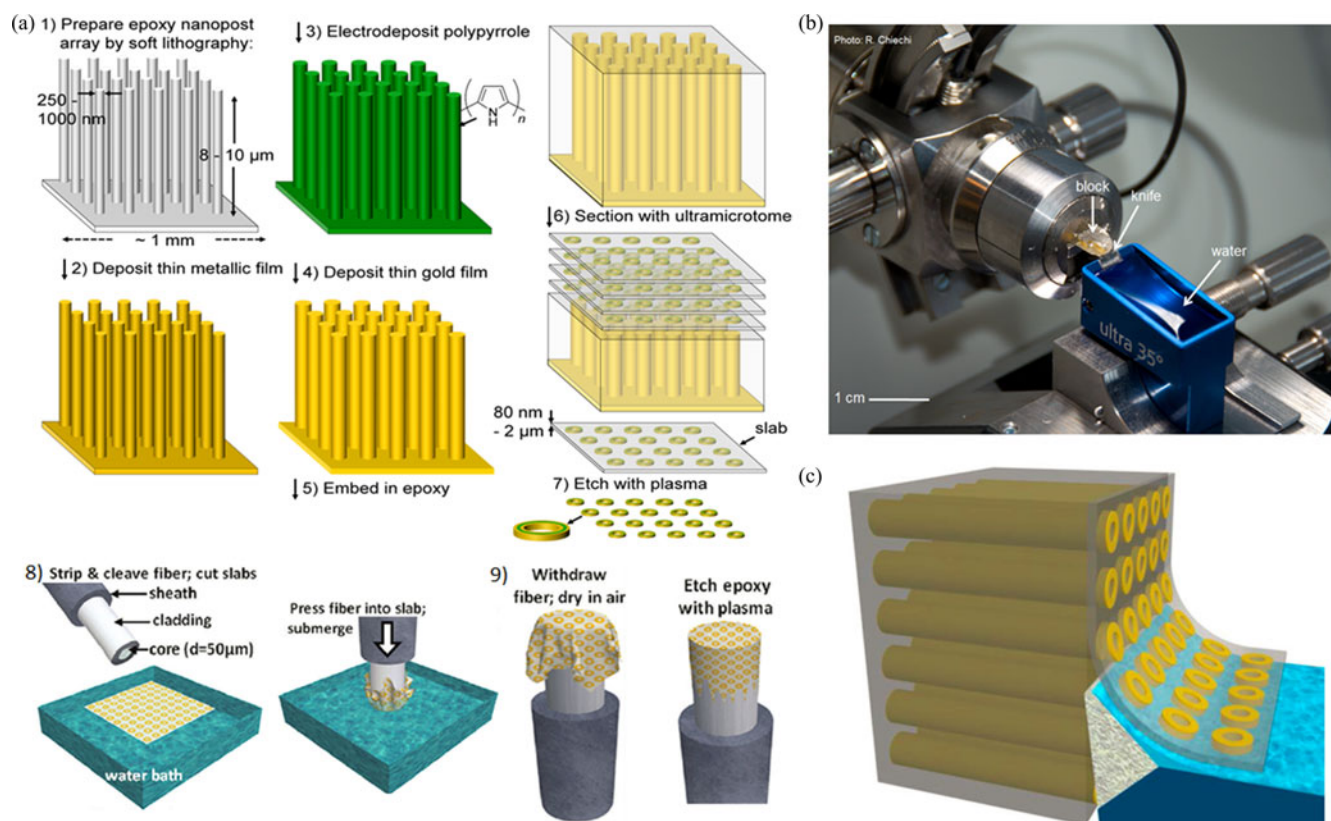 (a)
1) Prepare epoxy nanopost
array by soft lithography:
250 -
1000 nm
8 - 10 µm
~ 1 mm
2) Deposit thin metallic film
3) Electrodeposit polypyrrole
N
H
n
4) Deposit thin gold film
5) Embed in epoxy
6) Section with ultramicrotome
80 nm
- 2 µm
slab
7) Etch with plasma
8) Strip & cleave fiber; cut slabs
sheath
cladding
core (d=50µm)
water bath
Press fiber into slab;
submerge
9)
Withdraw
fiber; dry in air
Etch epoxy
with plasma
(b)
Photo: R. Chiechi
block
knife
water
ultra 35°
1 cm
(c)